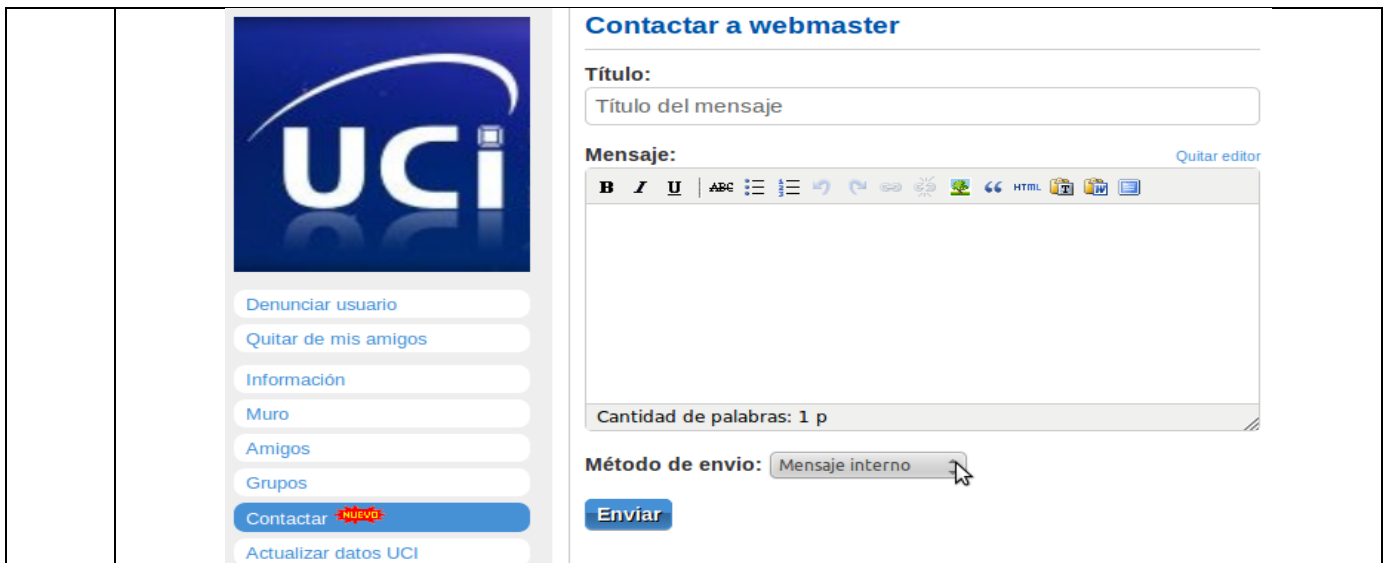 UCi
Denunciar usuario
Quitar de mis amigos
Información
Muro
Amigos
Grupos
Contactar NUEVO
Actualizar datos UCI
Contactar a webmaster
Título:
Título del mensaje
Mensaje: Quitar editor
B I U ABC HTML T W
Cantidad de palabras: 1 p
Método de envio: Mensaje interno
Enviar